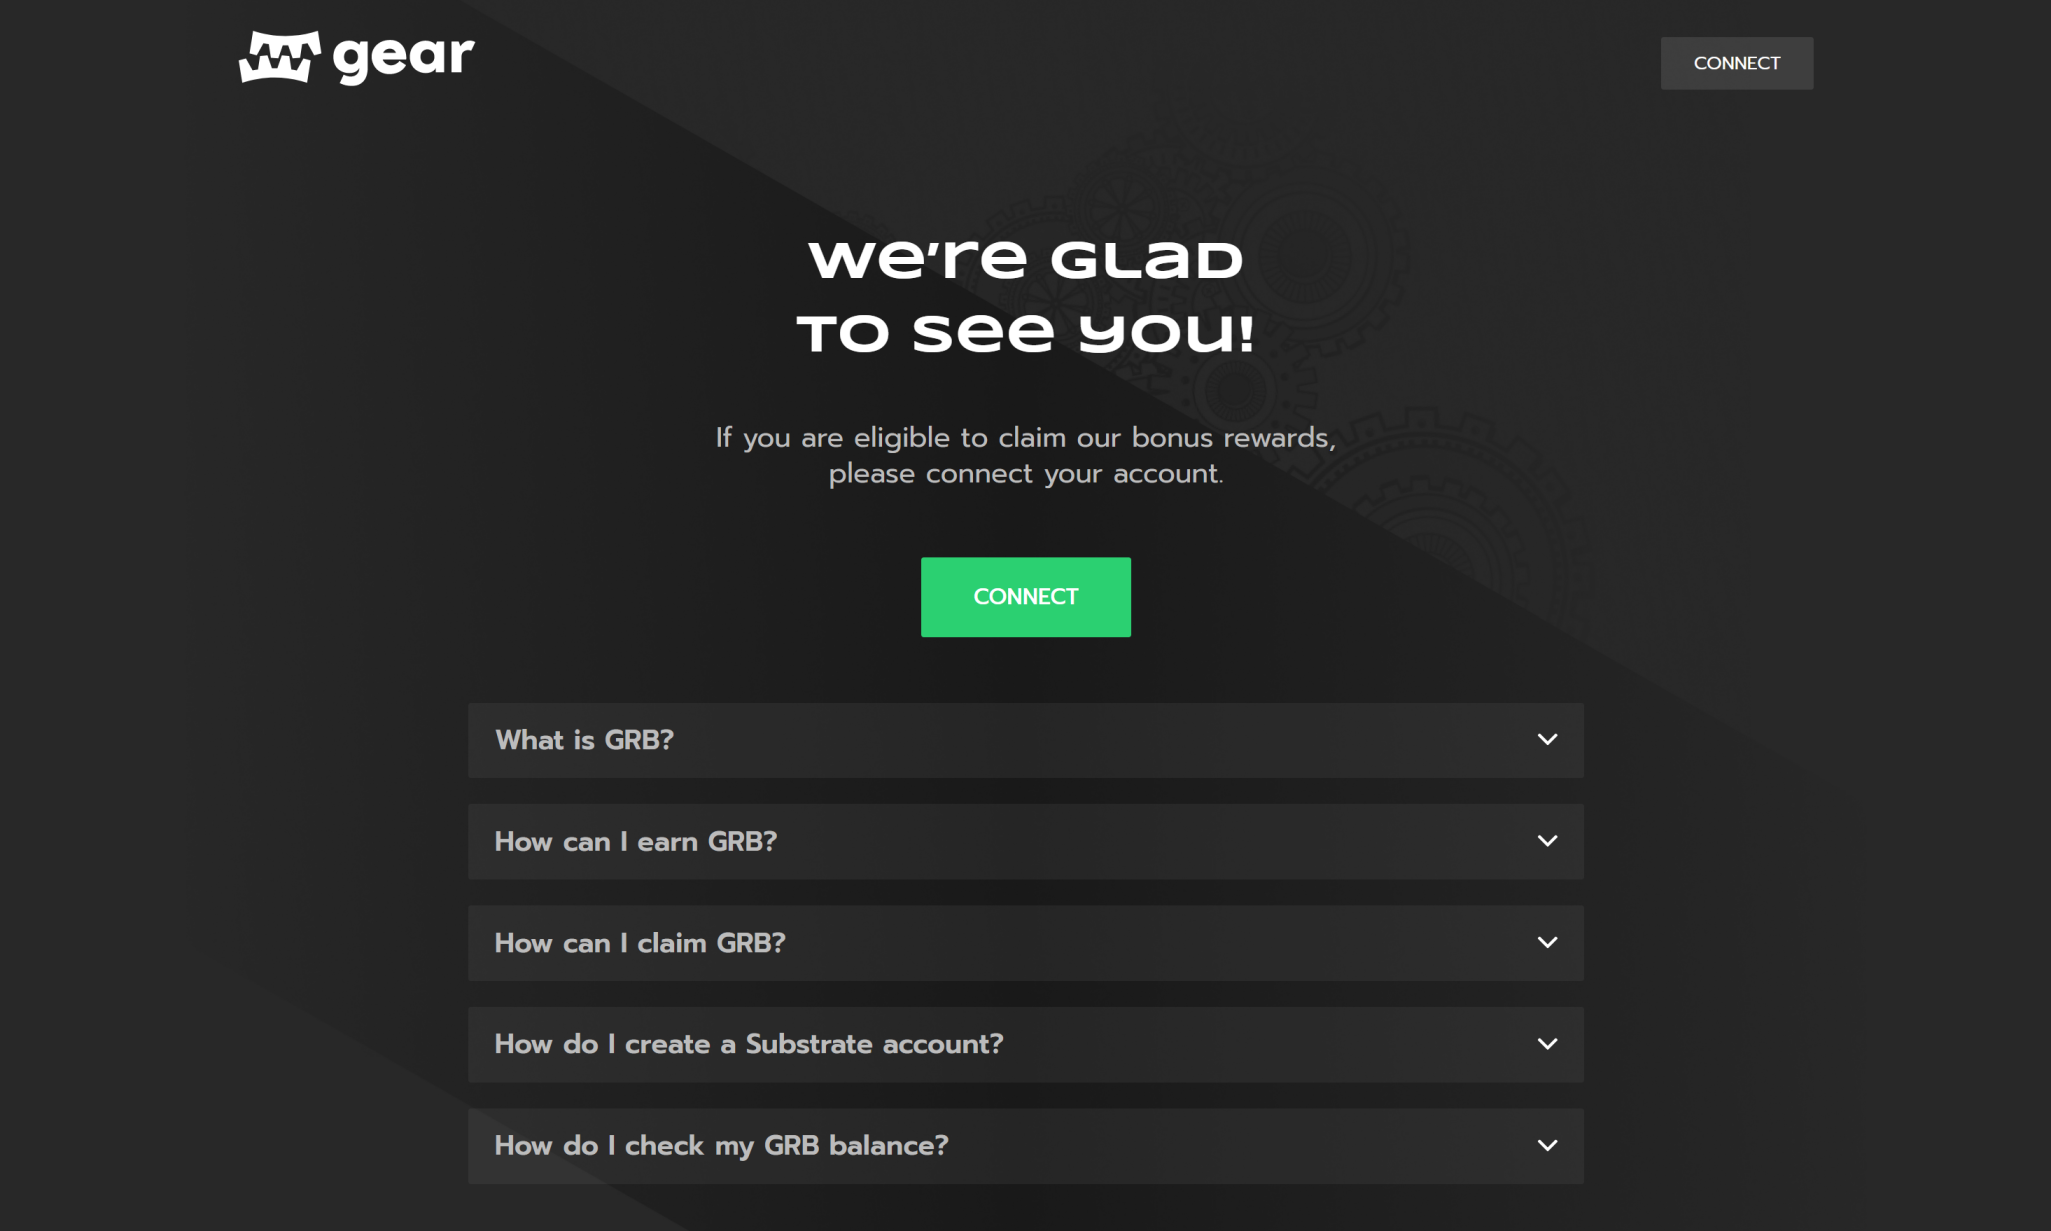 gear
CONNECT
We're GLaD
TO see YOU!
If you are eligible to claim our bonus rewards,
please connect your account.
CONNECT
What is GRB?
How can I earn GRB?
How can I claim GRB?
How do I create a Substrate account?
How do I check my GRB balance?